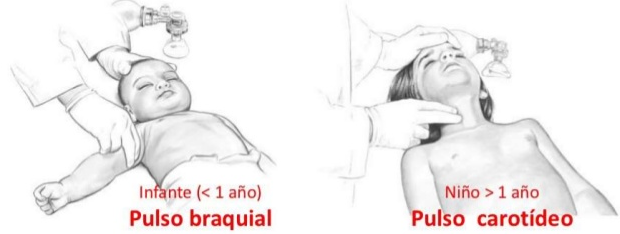 Infante (< 1 año)
Pulso braquial
Niño > 1 año
Pulso carotídeo